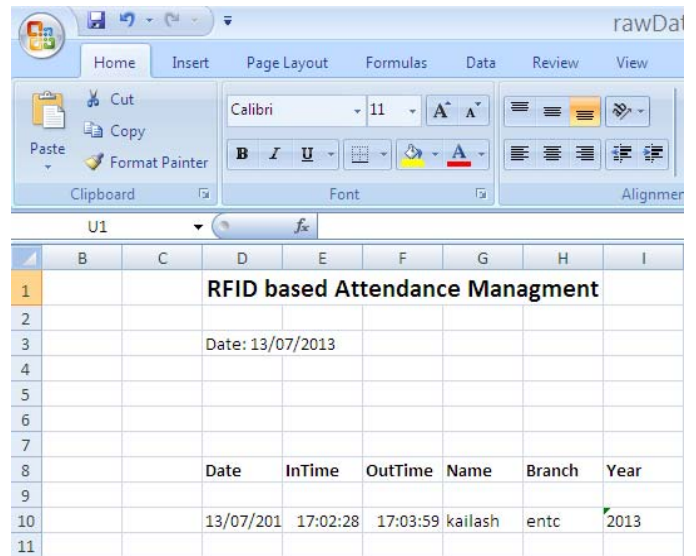 rawDat
Home Insert Page Layout Formulas Data Review View
Cut
Copy
Format Painter
Paste
Calibri 11 A A
B I U A
Clipboard Font Alignmen
U1 fx
B C D E F G H I
1 RFID based Attendance Managment
2
3 Date: 13/07/2013
4
5
6
7
8 Date InTime OutTime Name Branch Year
9
10 13/07/201 17:02:28 17:03:59 kailash entc 2013
11